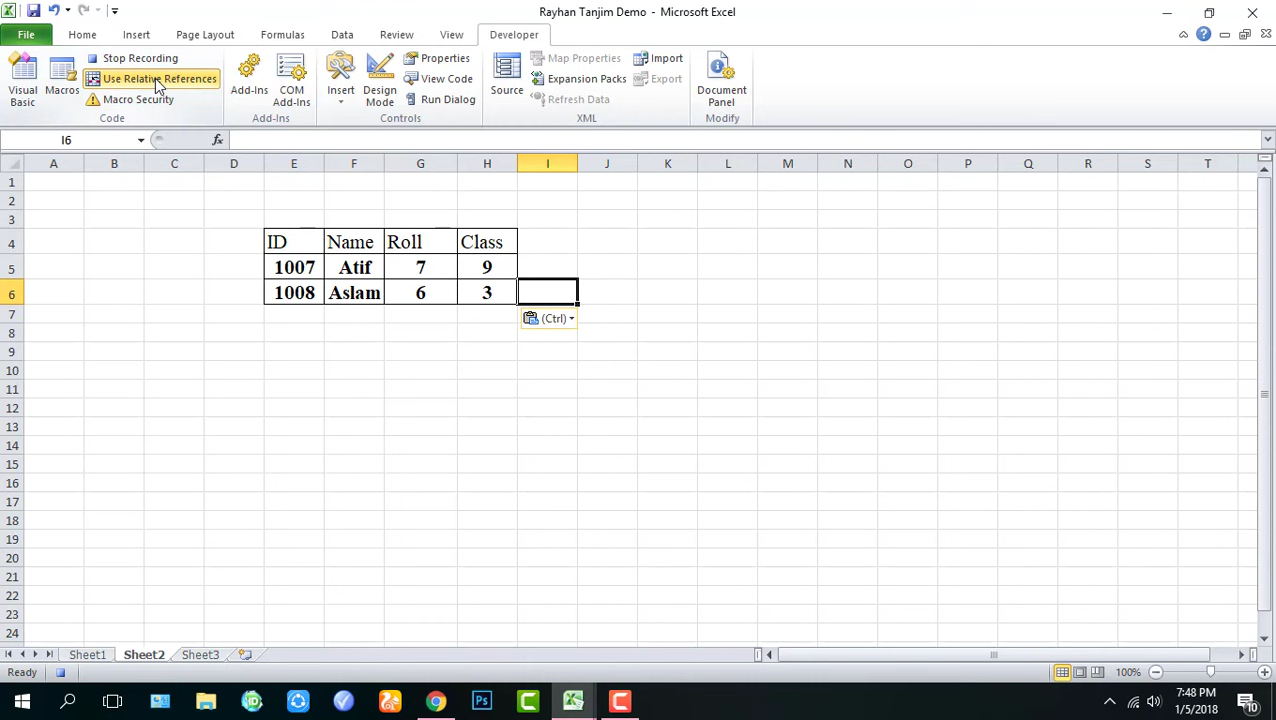 Rayhan Tanjim Demo - Microsoft Excel
File Home Insert Page Layout Formulas Data Review View Developer
Visual Basic
Macros
Stop Recording
Use Relative References
Macro Security
Code
Add-Ins
COM Add-Ins
Add-Ins
Insert
Design Mode
Properties
View Code
Run Dialog
Controls
Source
Map Properties
Expansion Packs
Refresh Data
Import
Export
XML
Document Panel
Modify
I6 fx
A B C D E F G H I J K L M N O P Q R S T
1
2
3
4 ID Name Roll Class
5 1007 Atif 7 9
6 1008 Aslam 6 3
7 (Ctrl)
8
9
10
11
12
13
14
15
16
17
18
19
20
21
22
23
24
Sheet1 Sheet2 Sheet3
Ready 100%
7:48 PM
1/5/2018
10